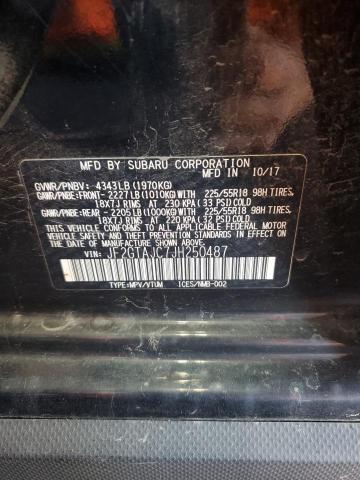 MFD. BY SUBARU CORPORATION
MFD IN 10/17
GVWR/PNBV: 4343LB (1970KG)
GAWR/PNBE: FRONT- 2227LB (1010KG) WITH 225/55R18 98H TIRES,
18X7J RIMS AT 230 KPA (33 PSI) COLD
GAWR/PNBE: REAR - 2205LB (1000KG) WITH 225/55R18 98H TIRES,
18X7J RIMS AT 220 KPA (32 PSI) COLD
THIS VEHICLE CONFORMS TO ALL APPLICABLE FEDERAL MOTOR
VEHICLE SAFETY AND BUMPER STANDARDS IN EFFECT ON THE
DATE OF MANUFACTURE SHOWN ABOVE.
VIN: JF2GTAJC7JH250487
TYPE:MPV/VTUM ICES/NMB-002